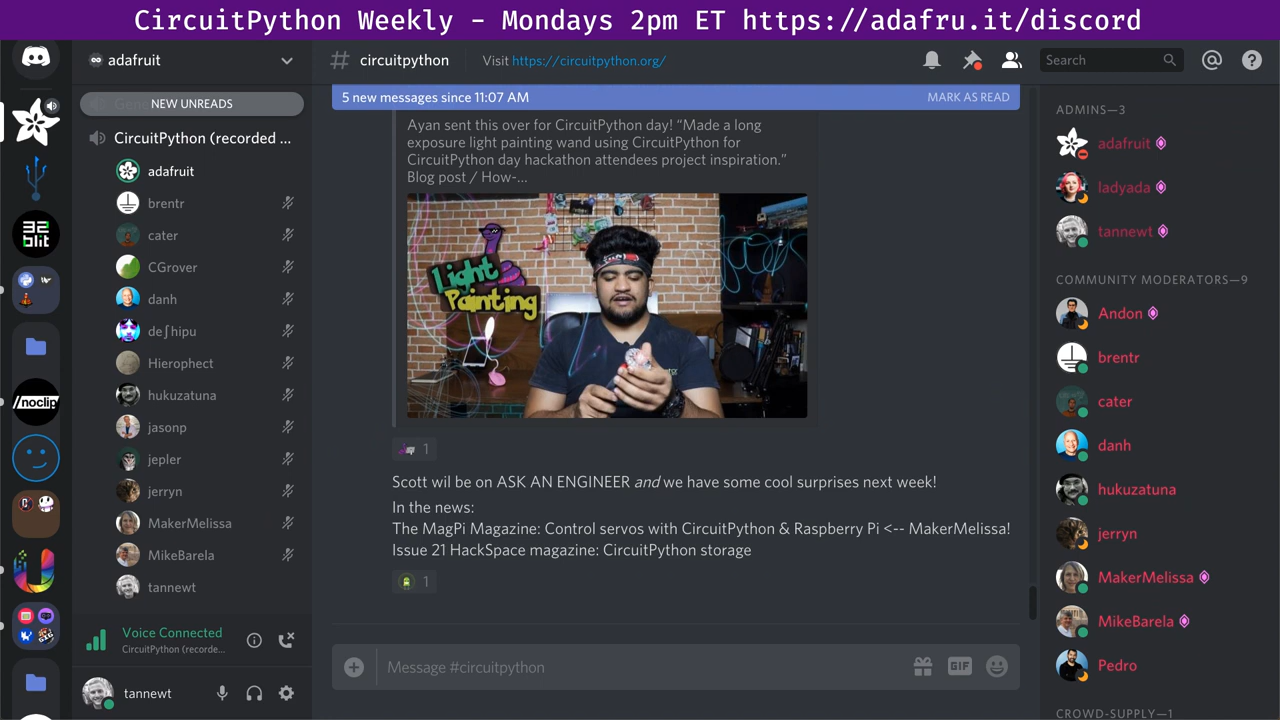 CircuitPython Weekly - Mondays 2pm ET https://adafru.it/discord
adafruit
NEW UNREADS
CircuitPython (recorded ...
adafruit
brentr
cater
CGrover
danh
de∫hipu
Hierophect
hukuzatuna
jasonp
jepler
jerryn
MakerMelissa
MikeBarela
tannewt
Voice Connected
CircuitPython (recorde...
tannewt
32
blit
/noclip
# circuitpython
Visit https://circuitpython.org/
Search
5 new messages since 11:07 AM
MARK AS READ
Ayan sent this over for CircuitPython day! “Made a long
exposure light painting wand using CircuitPython for
CircuitPython day hackathon attendees project inspiration.”
Blog post / How-...
Light
Painting
1
Scott wil be on ASK AN ENGINEER and we have some cool surprises next week!
In the news:
The MagPi Magazine: Control servos with CircuitPython & Raspberry Pi <-- MakerMelissa!
Issue 21 HackSpace magazine: CircuitPython storage
1
Message #circuitpython
GIF
ADMINS—3
adafruit
ladyada
tannewt
COMMUNITY MODERATORS—9
Andon
brentr
cater
danh
hukuzatuna
jerryn
MakerMelissa
MikeBarela
Pedro
CROWD-SUPPLY—1